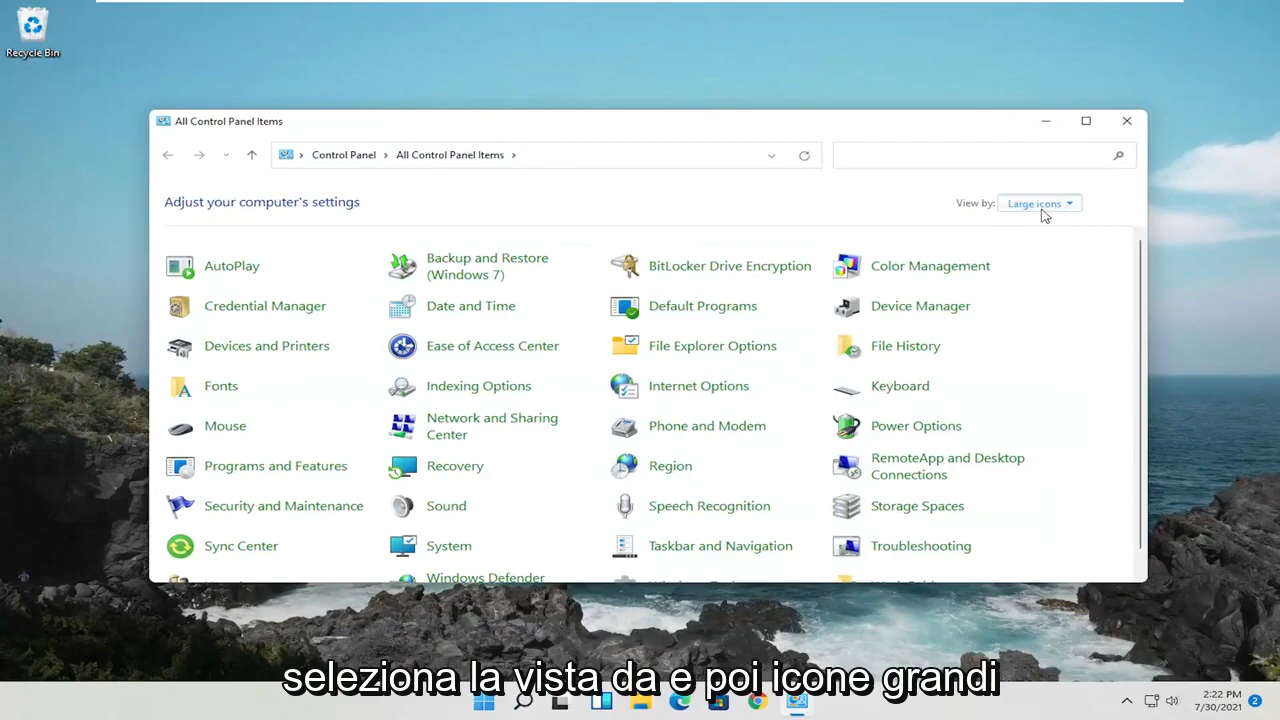 Recycle Bin
All Control Panel Items
Control Panel
All Control Panel Items
Adjust your computer's settings
View by:
Large icons
AutoPlay
Backup and Restore
(Windows 7)
BitLocker Drive Encryption
Color Management
Credential Manager
Date and Time
Default Programs
Device Manager
Devices and Printers
Ease of Access Center
File Explorer Options
File History
Fonts
Indexing Options
Internet Options
Keyboard
Mouse
Network and Sharing
Center
Phone and Modem
Power Options
Programs and Features
Recovery
Region
RemoteApp and Desktop
Connections
Security and Maintenance
Sound
Speech Recognition
Storage Spaces
Sync Center
System
Taskbar and Navigation
Troubleshooting
Windows Defender
seleziona la vista da e poi icone grandi
2:22 PM
7/30/2021
2